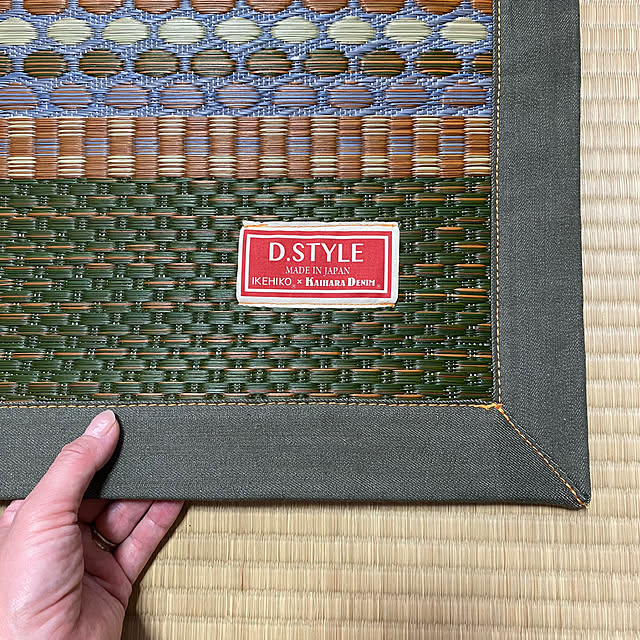 D.STYLE
MADE IN JAPAN
IKEHIKO × KAIHARA DENIM